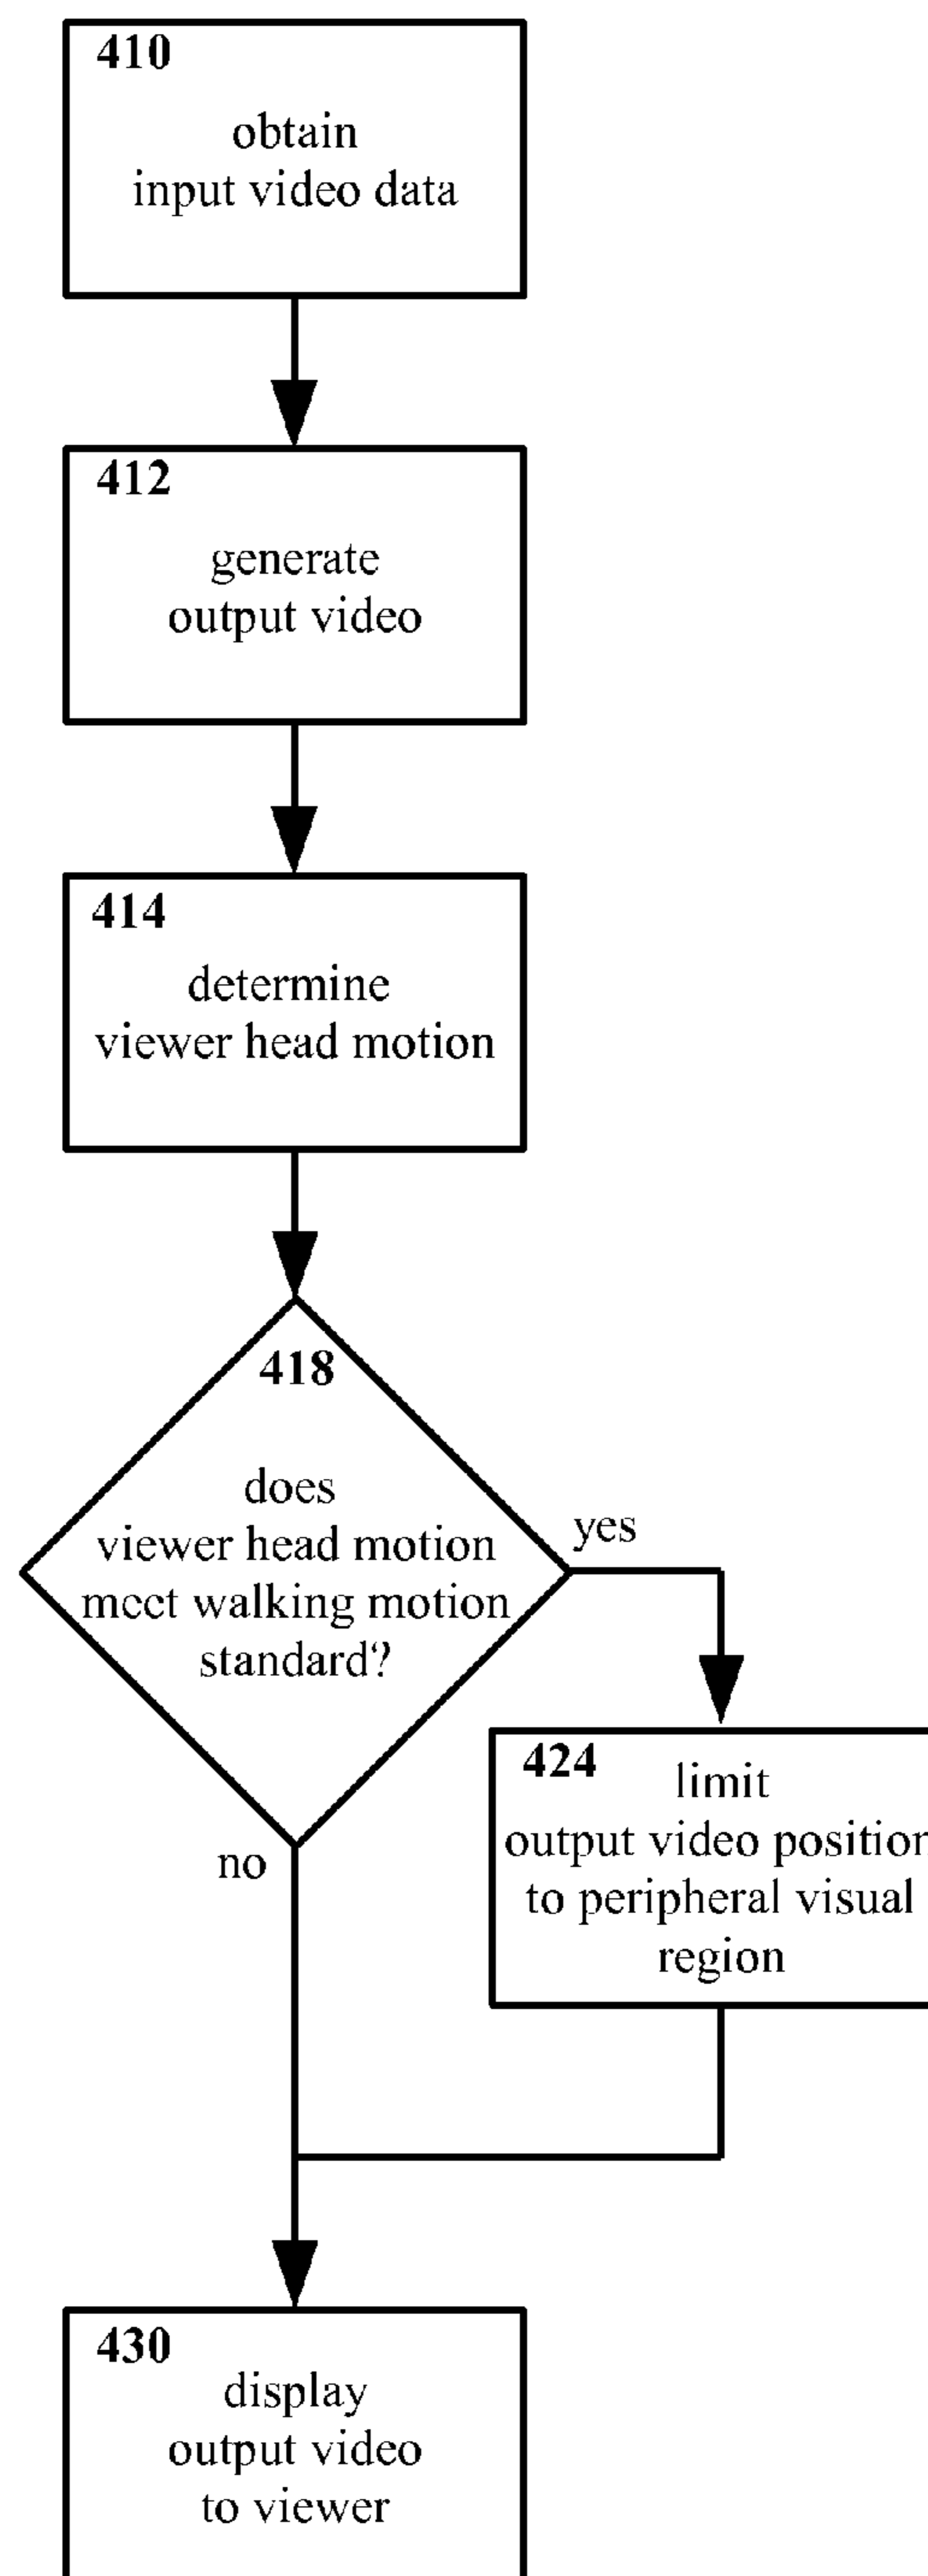 410
obtain
input video data
412
generate
output video
414
determine
viewer head motion
418
does
viewer head motion
meet walking motion
standard?
yes
no
424
limit
output video position
to peripheral visual
region
430
display
output video
to viewer